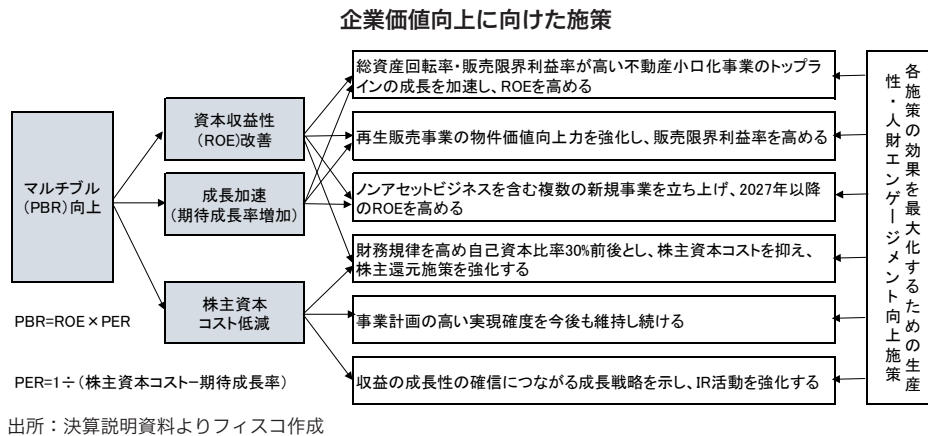 企業価値向上に向けた施策
マルチプル
（PBR）向上
資本収益性
（ROE）改善
成長加速
（期待成長率増加）
株主資本
コスト低減
総資産回転率・販売限界利益率が高い不動産小口化事業のトップラ
インの成長を加速し、ROEを高める
再生販売事業の物件価値向上力を強化し、販売限界利益率を高める
ノンアセットビジネスを含む複数の新規事業を立ち上げ、2027年以降
のROEを高める
財務規律を高め自己資本比率30%前後とし、株主資本コストを抑え、
株主還元施策を強化する
事業計画の高い実現確度を今後も維持し続ける
収益の成長性の確信につながる成長戦略を示し、IR活動を強化する
各施策の効果を最大化するための生産
性・人財エンゲージメント向上施策
PBR=ROE×PER
PER=1÷（株主資本コスト−期待成長率）
出所：決算説明資料よりフィスコ作成